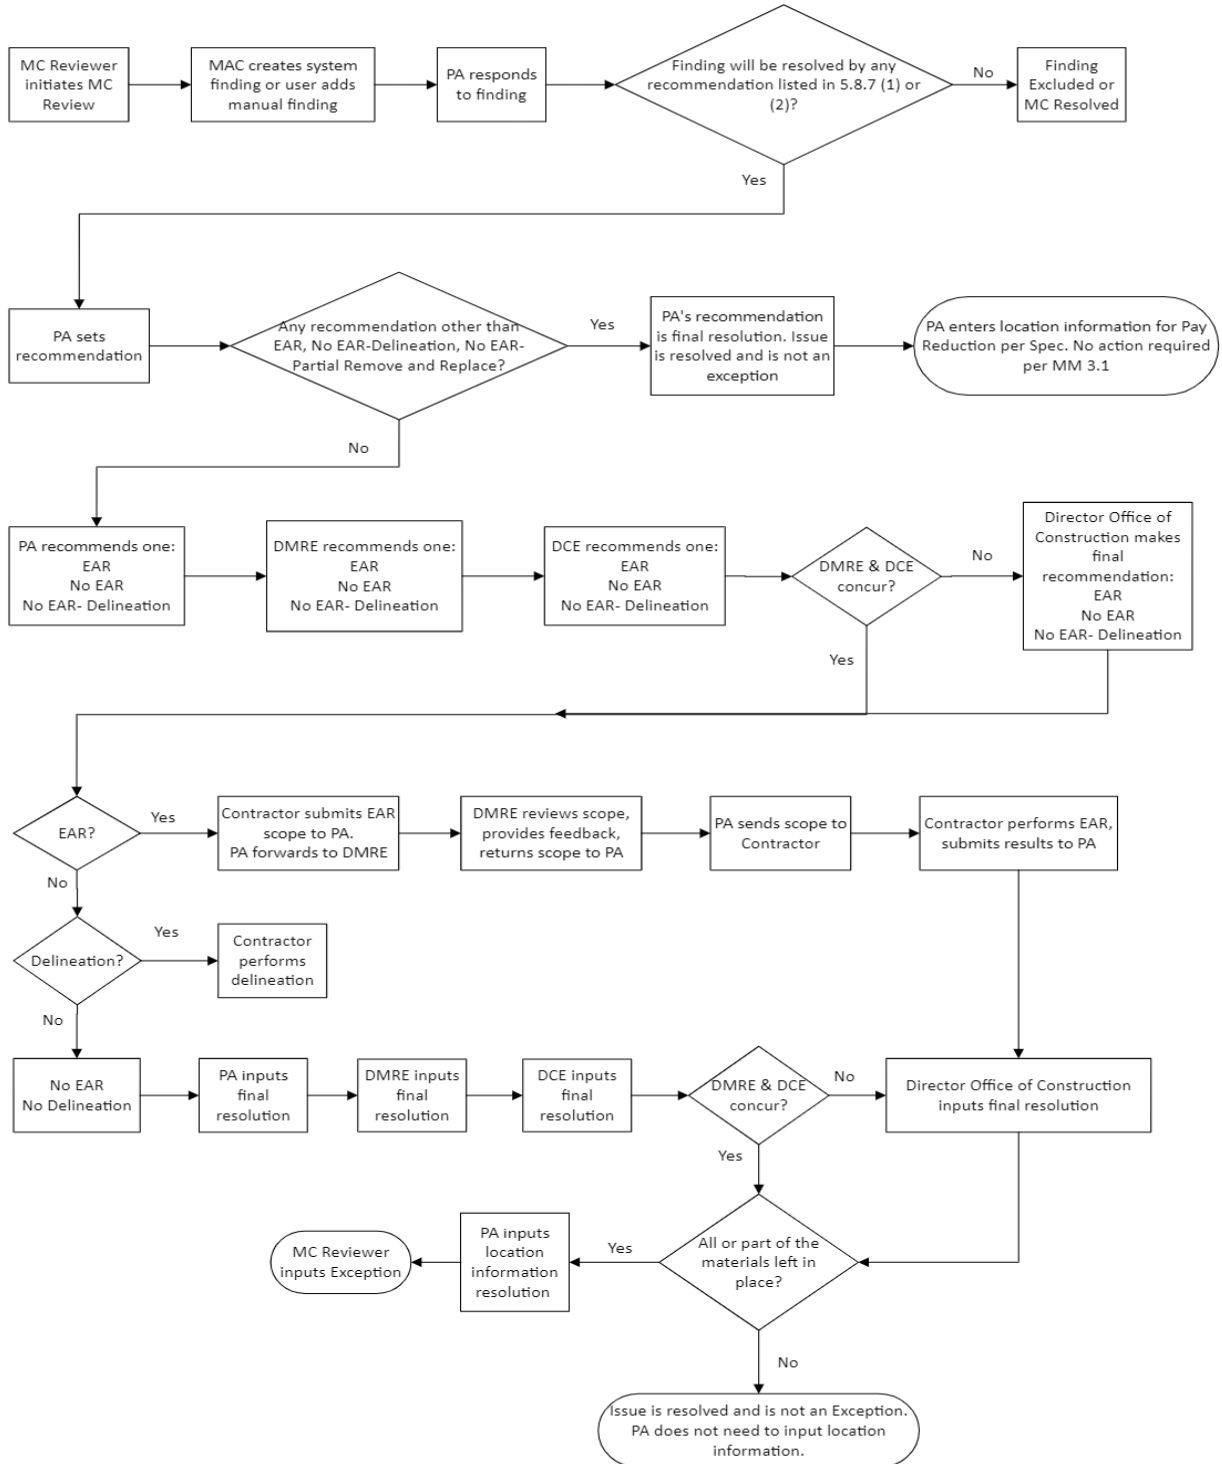 MC Reviewer
initiates MC
Review
MAC creates system
finding or user adds
manual finding
PA responds
to finding
Finding will be resolved by any
recommendation listed in 5.8.7 (1) or
(2)?
No
Finding
Excluded or
MC Resolved
Yes
PA sets
recommendation
Any recommendation other than
EAR, No EAR-Delineation, No EAR-
Partial Remove and Replace?
Yes
PA's recommendation
is final resolution. Issue
is resolved and is not an
exception
PA enters location information for Pay
Reduction per Spec. No action required
per MM 3.1
No
PA recommends one:
EAR
No EAR
No EAR- Delineation
DMRE recommends one:
EAR
No EAR
No EAR- Delineation
DCE recommends one:
EAR
No EAR
No EAR- Delineation
DMRE & DCE
concur?
No
Director Office of
Construction makes
final
recommendation:
EAR
No EAR
No EAR- Delineation
Yes
EAR?
Yes
Contractor submits EAR
scope to PA.
PA forwards to DMRE
DMRE reviews scope,
provides feedback,
returns scope to PA
PA sends scope to
Contractor
Contractor performs EAR,
submits results to PA
No
Delineation?
Yes
Contractor
performs
delineation
No
No EAR
No Delineation
PA inputs
final
resolution
DMRE inputs
final
resolution
DCE inputs
final
resolution
DMRE & DCE
concur?
No
Director Office of Construction
inputs final resolution
Yes
All or part of the
materials left in
place?
Yes
PA inputs
location
information
resolution
MC Reviewer
inputs Exception
No
Issue is resolved and is not an Exception.
PA does not need to input location
information.